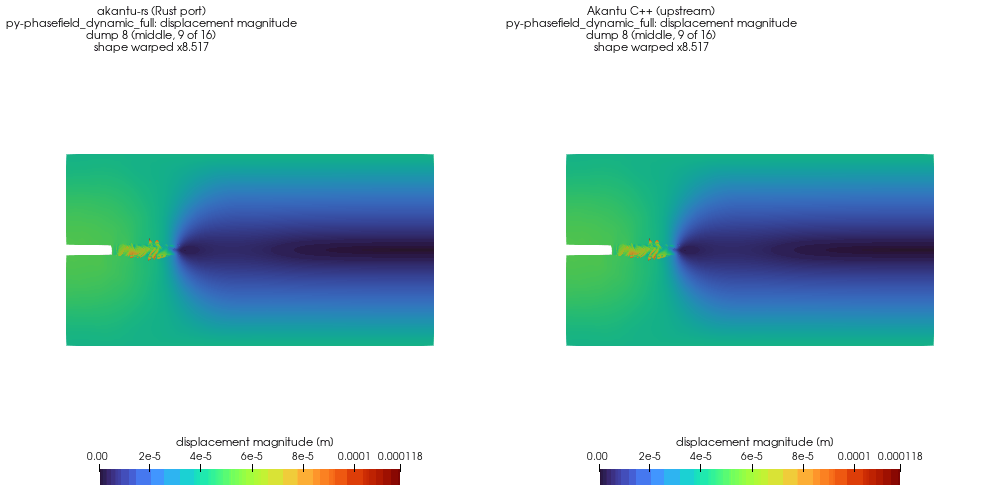 akantu-rs (Rust port)
py-phasefield_dynamic_full: displacement magnitude
dump 8 (middle, 9 of 16)
shape warped x8.517
Akantu C++ (upstream)
py-phasefield_dynamic_full: displacement magnitude
dump 8 (middle, 9 of 16)
shape warped x8.517
displacement magnitude (m)
0.00 2e-5 4e-5 6e-5 8e-5 0.0001 0.000118
displacement magnitude (m)
0.00 2e-5 4e-5 6e-5 8e-5 0.0001 0.000118